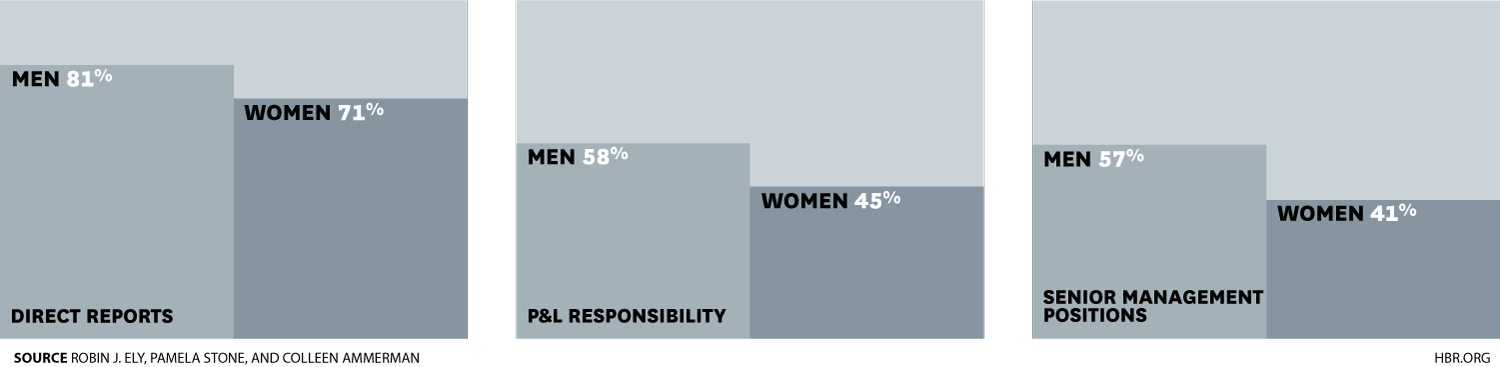 MEN 81%
WOMEN 71%
DIRECT REPORTS
MEN 58%
WOMEN 45%
P&L RESPONSIBILITY
MEN 57%
WOMEN 41%
SENIOR MANAGEMENT
POSITIONS
SOURCE ROBIN J. ELY, PAMELA STONE, AND COLLEEN AMMERMAN
HBR.ORG